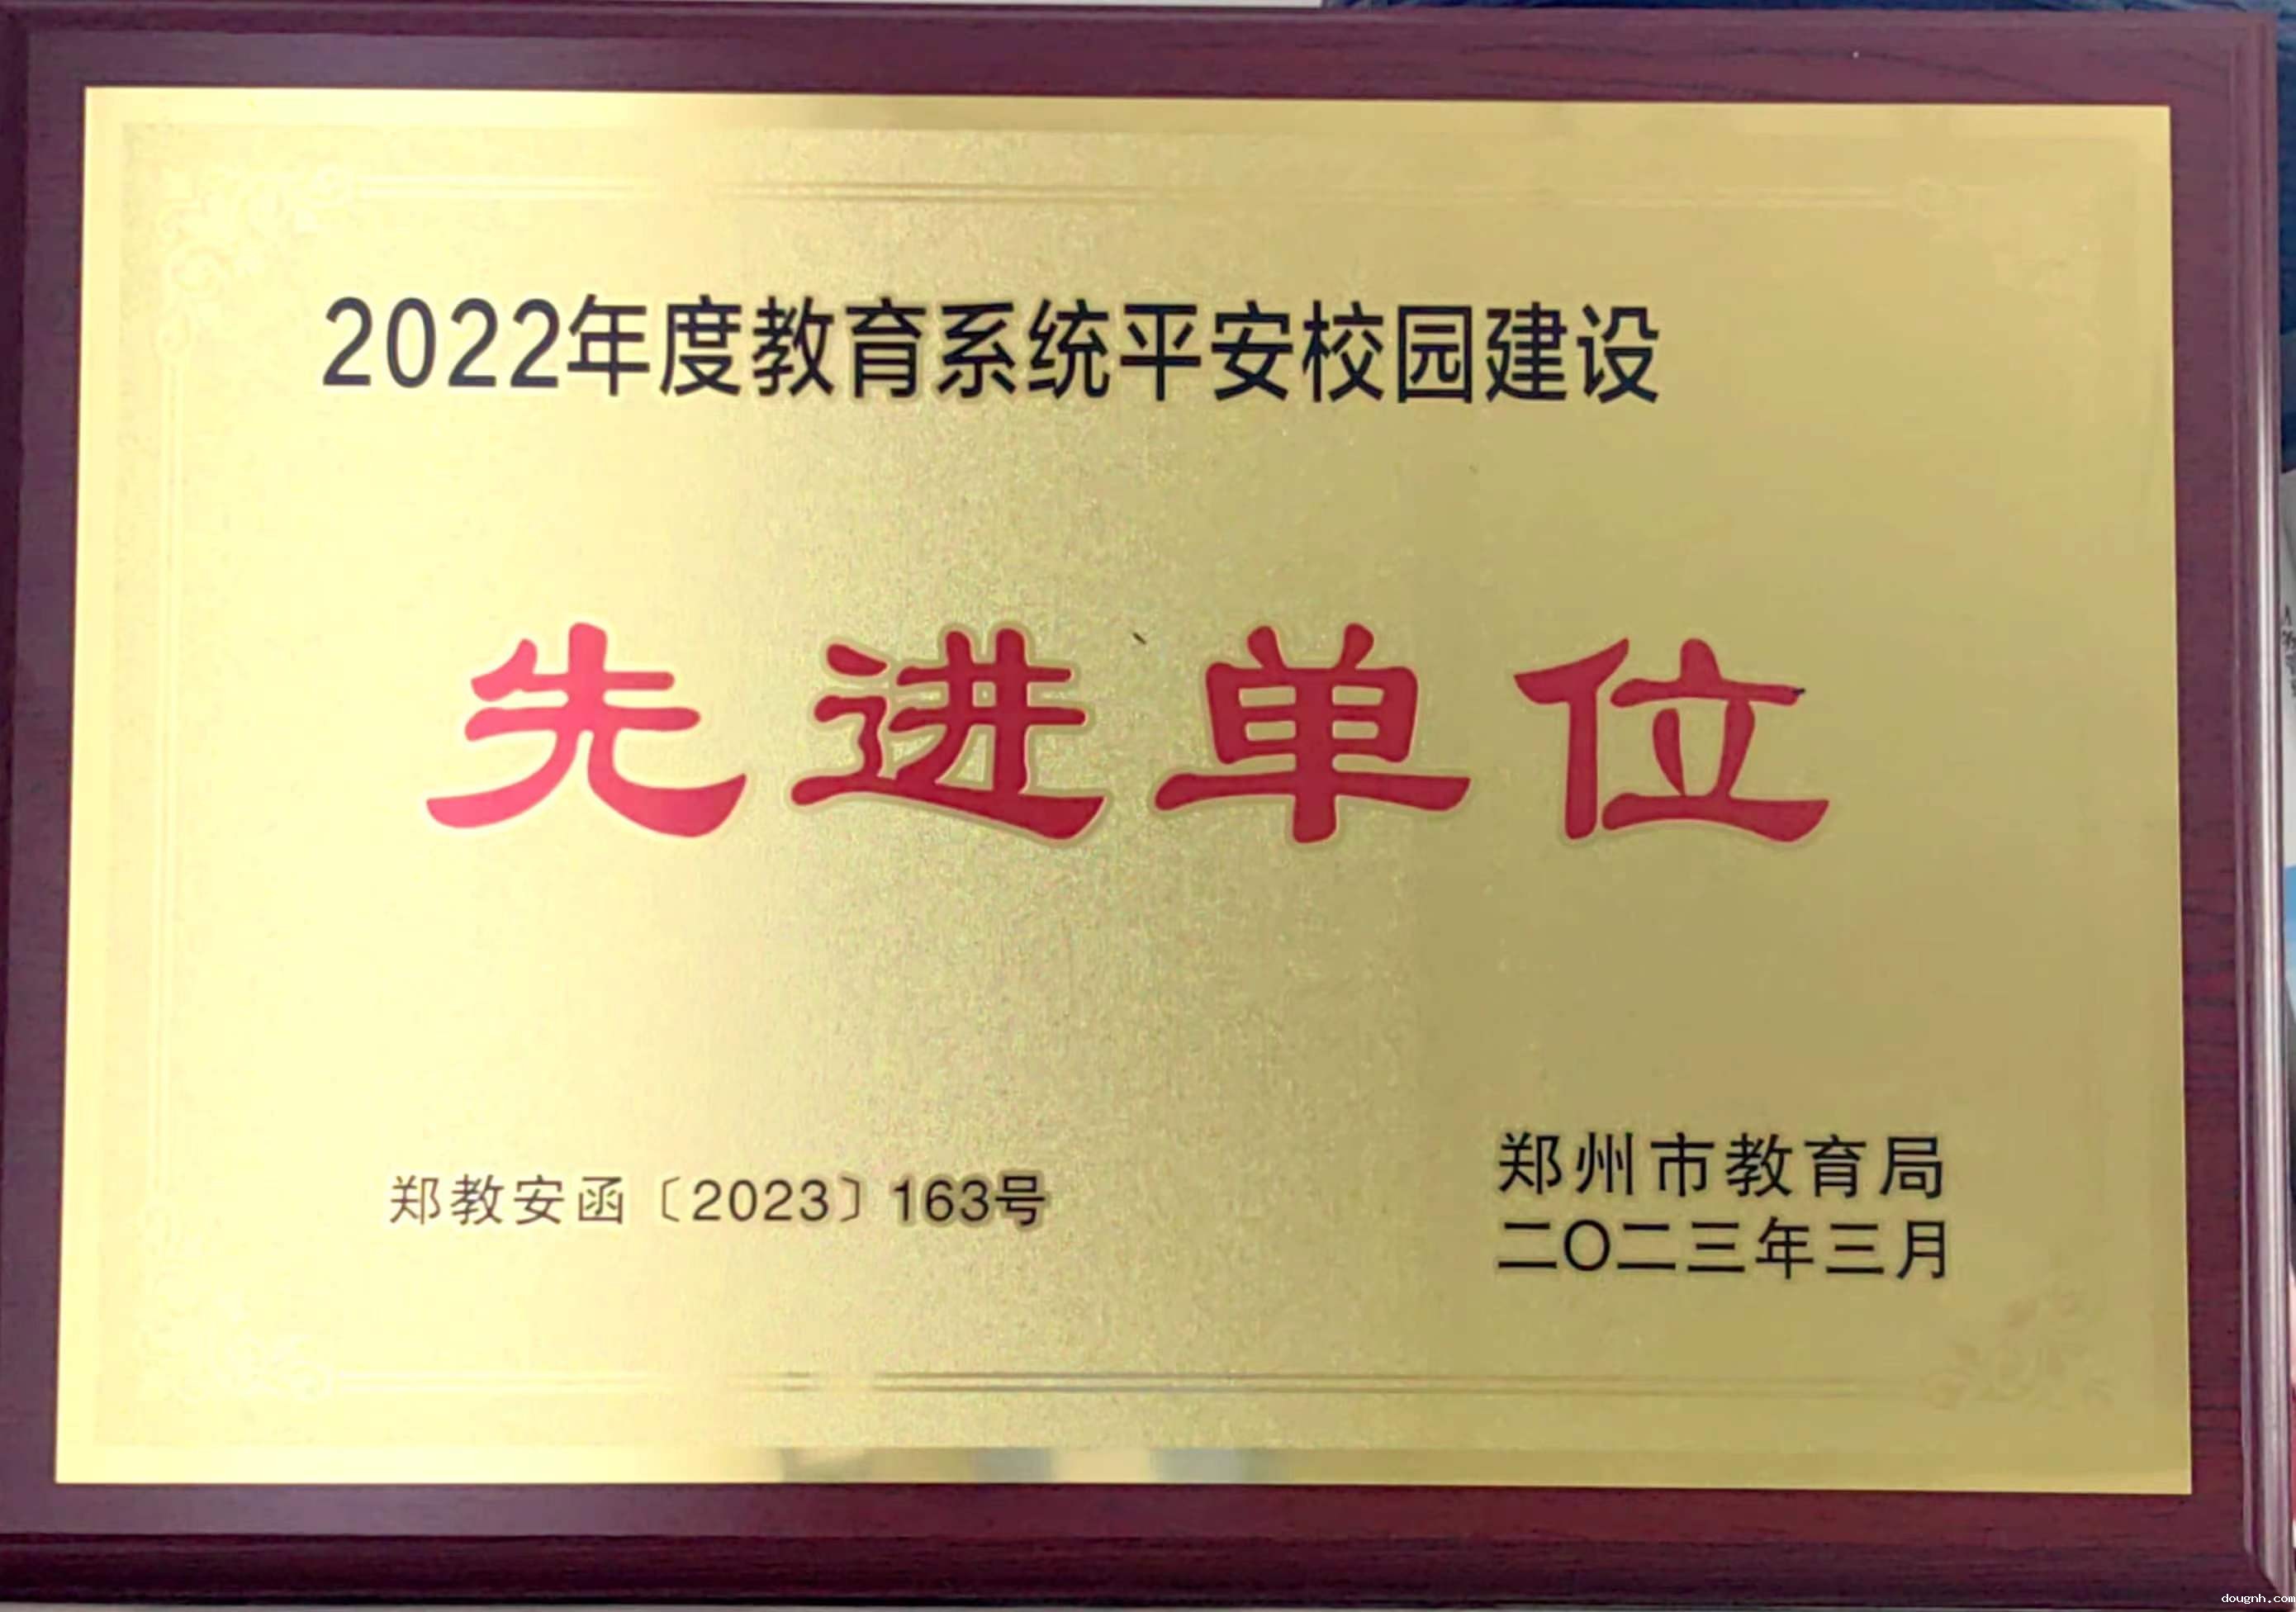 2022年度教育系统平安校园建设
先进单位
郑教安函〔2023〕163号
郑州市教育局
二〇二三年三月
dougnh.com